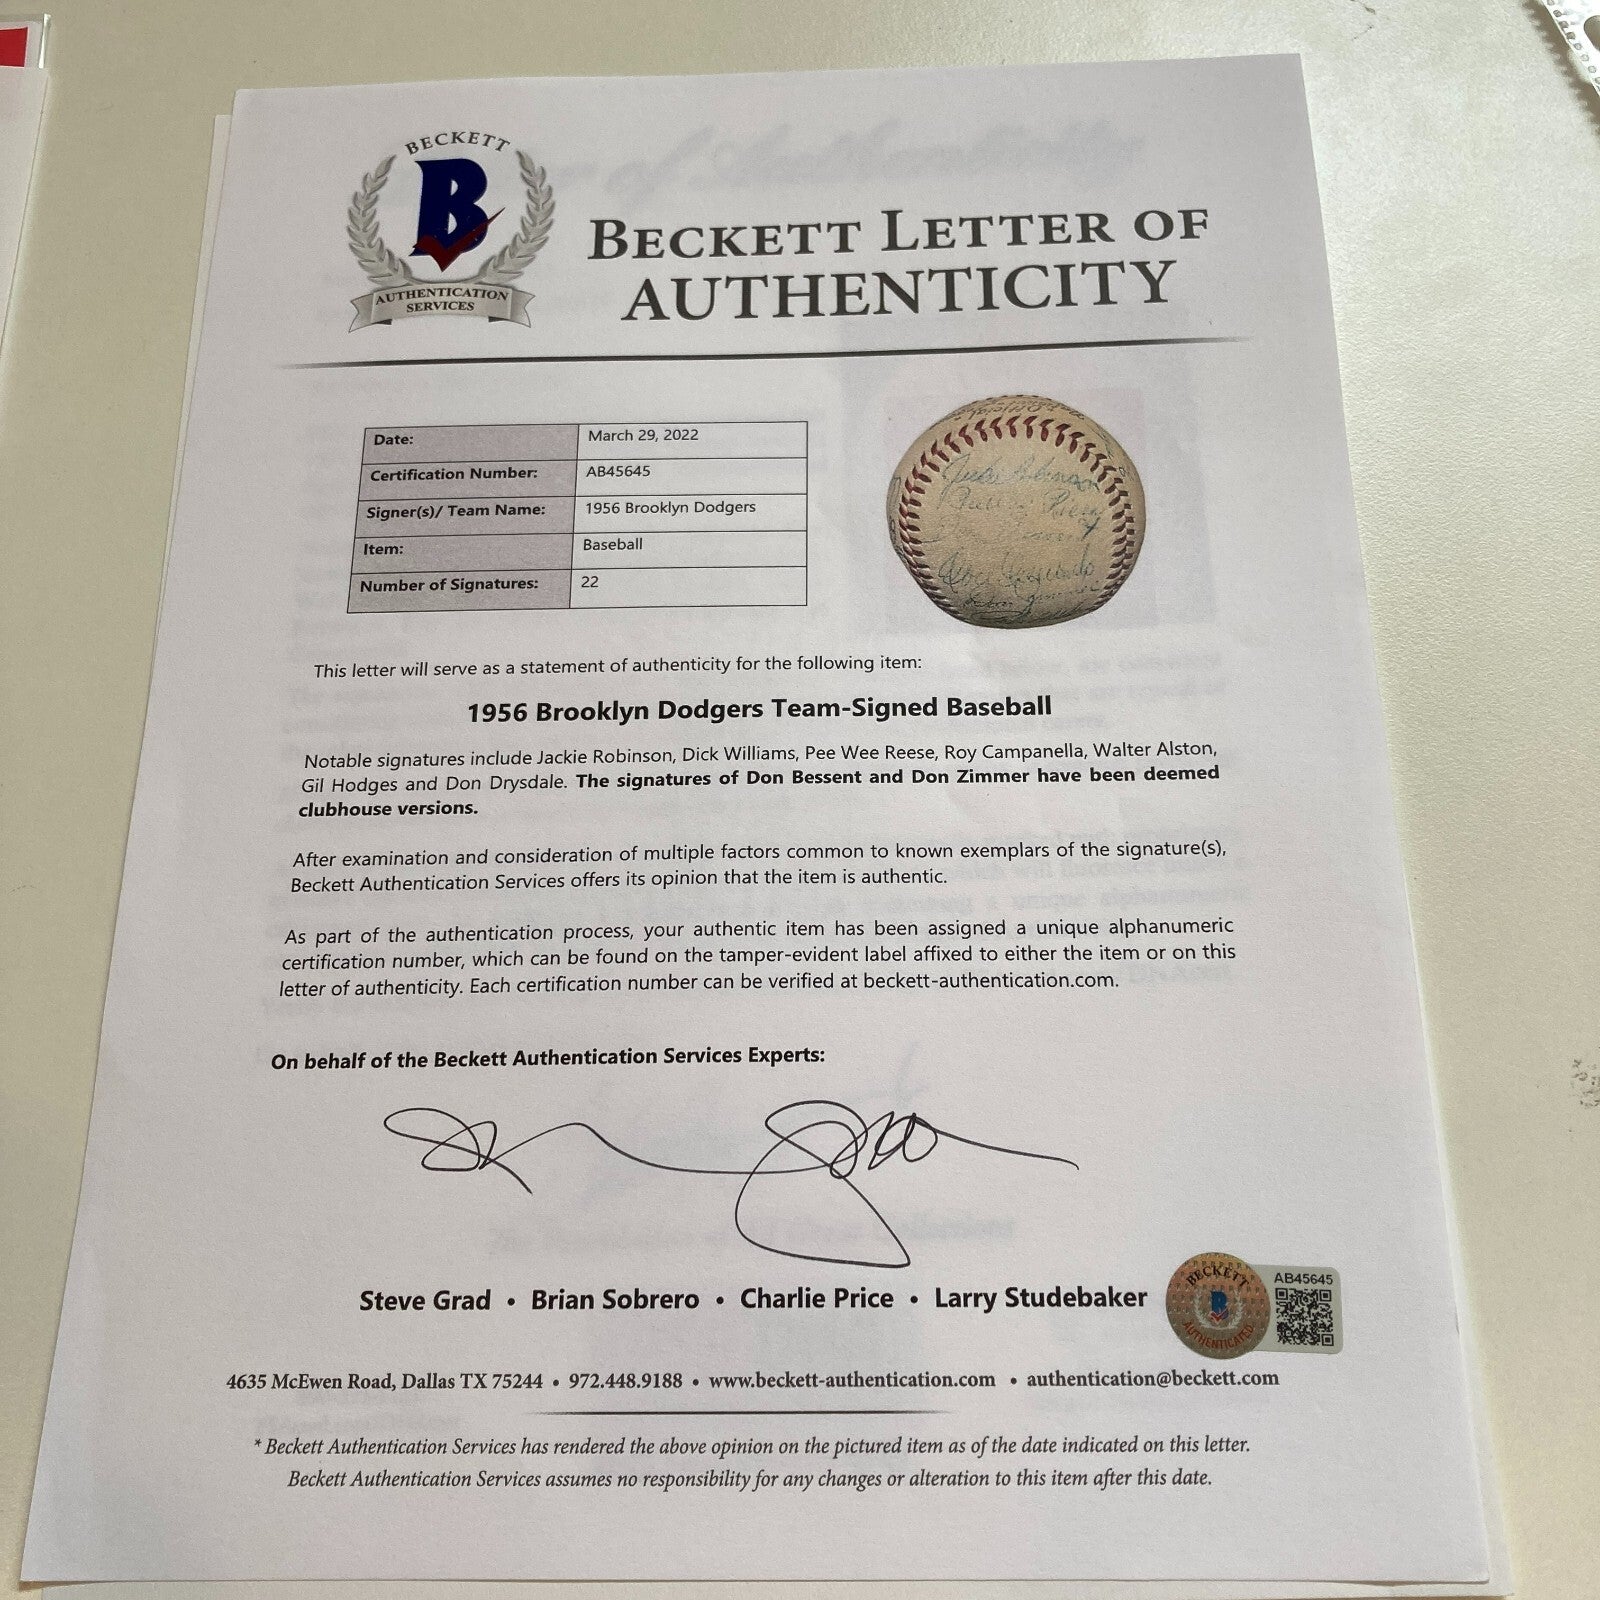 BECKETT
B
AUTHENTICATION
SERVICES
BECKETT LETTER OF
AUTHENTICITY
Date: March 29, 2022
Certification Number: AB45645
Signer(s)/ Team Name: 1956 Brooklyn Dodgers
Item: Baseball
Number of Signatures: 22
This letter will serve as a statement of authenticity for the following item:
1956 Brooklyn Dodgers Team-Signed Baseball
Notable signatures include Jackie Robinson, Dick Williams, Pee Wee Reese, Roy Campanella, Walter Alston,
Gil Hodges and Don Drysdale. The signatures of Don Bessent and Don Zimmer have been deemed
clubhouse versions.
After examination and consideration of multiple factors common to known exemplars of the signature(s),
Beckett Authentication Services offers its opinion that the item is authentic.
As part of the authentication process, your authentic item has been assigned a unique alphanumeric
certification number, which can be found on the tamper-evident label affixed to either the item or on this
letter of authenticity. Each certification number can be verified at beckett-authentication.com.
On behalf of the Beckett Authentication Services Experts:
Steve Grad • Brian Sobrero • Charlie Price • Larry Studebaker
BECKETT
B
AUTHENTICATED
AB45645
4635 McEwen Road, Dallas TX 75244 • 972.448.9188 • www.beckett-authentication.com • authentication@beckett.com
* Beckett Authentication Services has rendered the above opinion on the pictured item as of the date indicated on this letter.
Beckett Authentication Services assumes no responsibility for any changes or alteration to this item after this date.